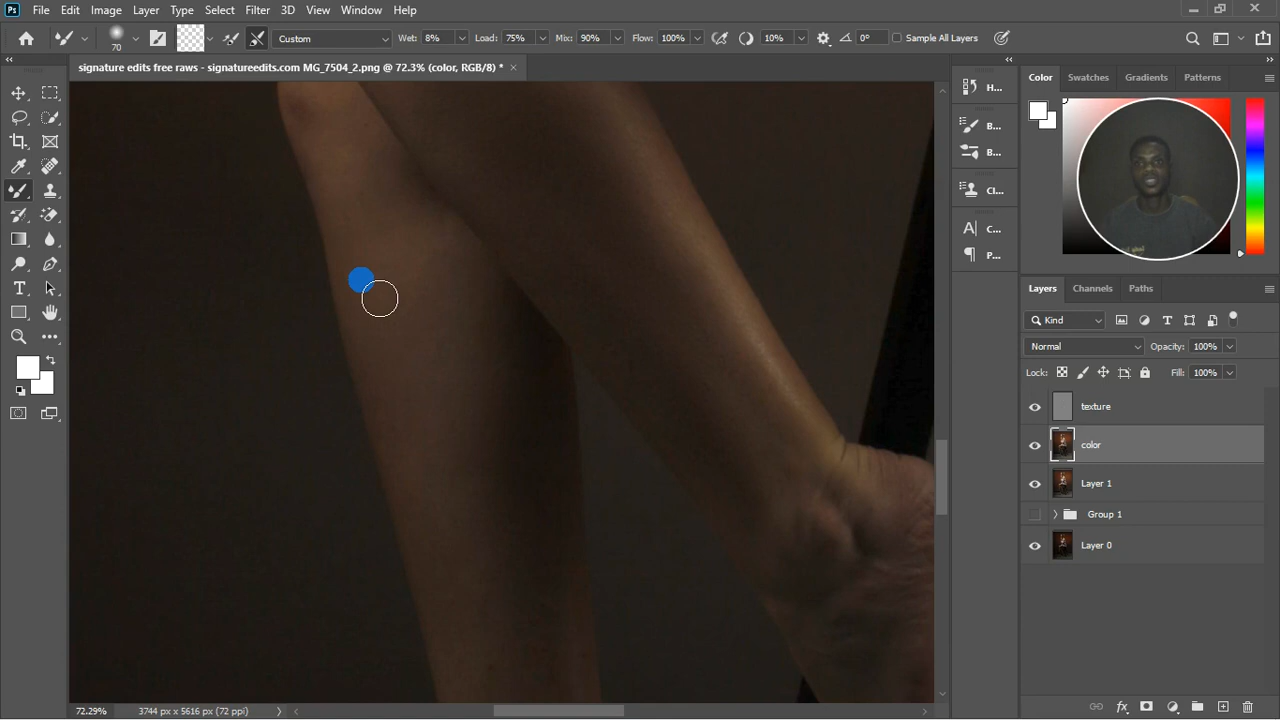 Ps File Edit Image Layer Type Select Filter 3D View Window Help
70 Custom Wet: 8% Load: 75% Mix: 90% Flow: 100% 10% 0° Sample All Layers
signature edits free raws - signatureedits.com MG_7504_2.png @ 72.3% (color, RGB/8) *
H...
B...
B...
Cl...
C...
P...
Color Swatches Gradients Patterns
Layers Channels Paths
Kind
Normal Opacity: 100%
Lock: Fill: 100%
texture
color
Layer 1
Group 1
Layer 0
72.29% 3744 px x 5616 px (72 ppi)